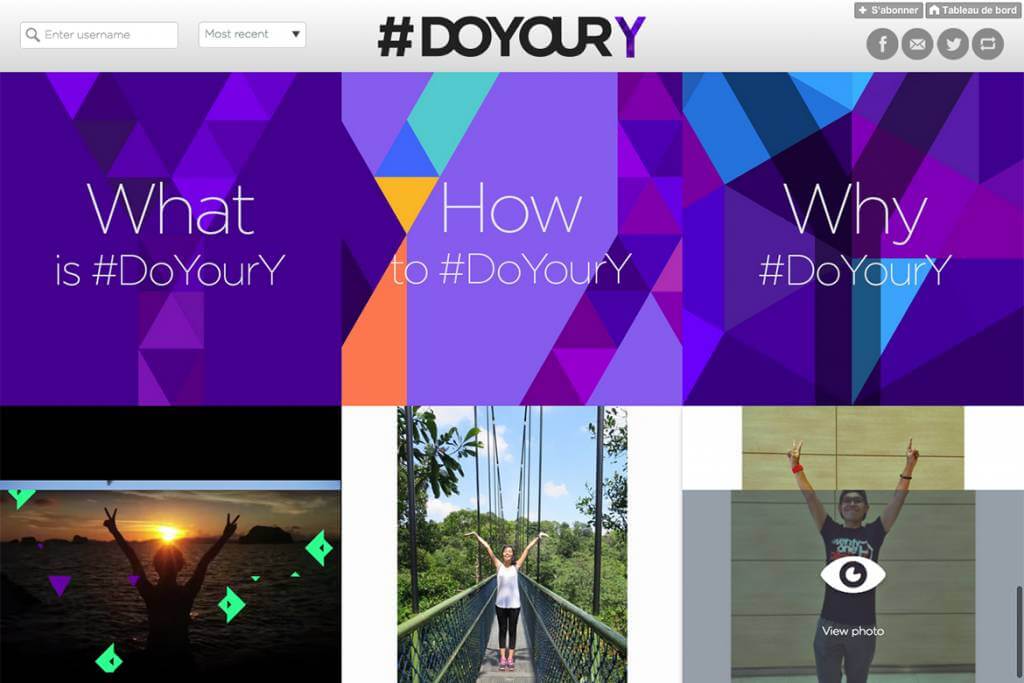 + S'abonner
Tableau de bord
Enter username
Most recent
#DOYOURY
What
is #DoYourY
How
to #DoYourY
Why
#DoYourY
View photo